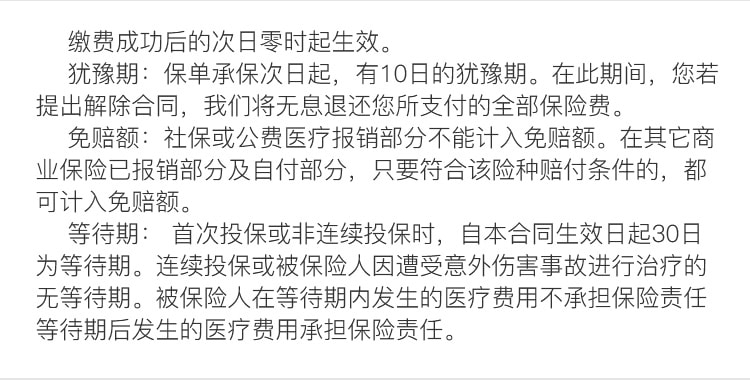 缴费成功后的次日零时起生效。
犹豫期：保单承保次日起，有10日的犹豫期。在此期间，您若
提出解除合同，我们将无息退还您所支付的全部保险费。
免赔额：社保或公费医疗报销部分不能计入免赔额。在其它商
业保险已报销部分及自付部分，只要符合该险种赔付条件的，都
可计入免赔额。
等待期： 首次投保或非连续投保时，自本合同生效日起30日
为等待期。连续投保或被保险人因遭受意外伤害事故进行治疗的
无等待期。被保险人在等待期内发生的医疗费用不承担保险责任
等待期后发生的医疗费用承担保险责任。